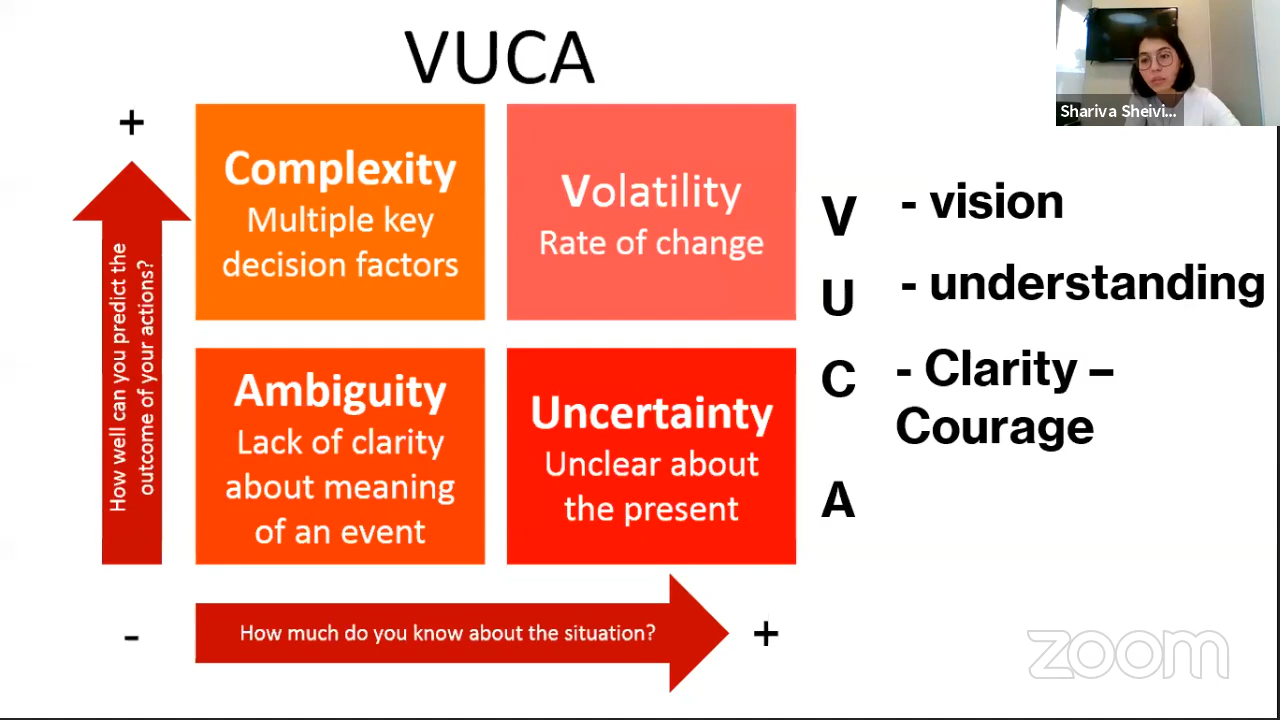 VUCA
+
How well can you predict the
outcome of your actions?
Complexity
Multiple key
decision factors
Volatility
Rate of change
Ambiguity
Lack of clarity
about meaning
of an event
Uncertainty
Unclear about
the present
-
How much do you know about the situation?
+
V - vision
U - understanding
C - Clarity –
Courage
A
Shariva Sheivi...
zoom